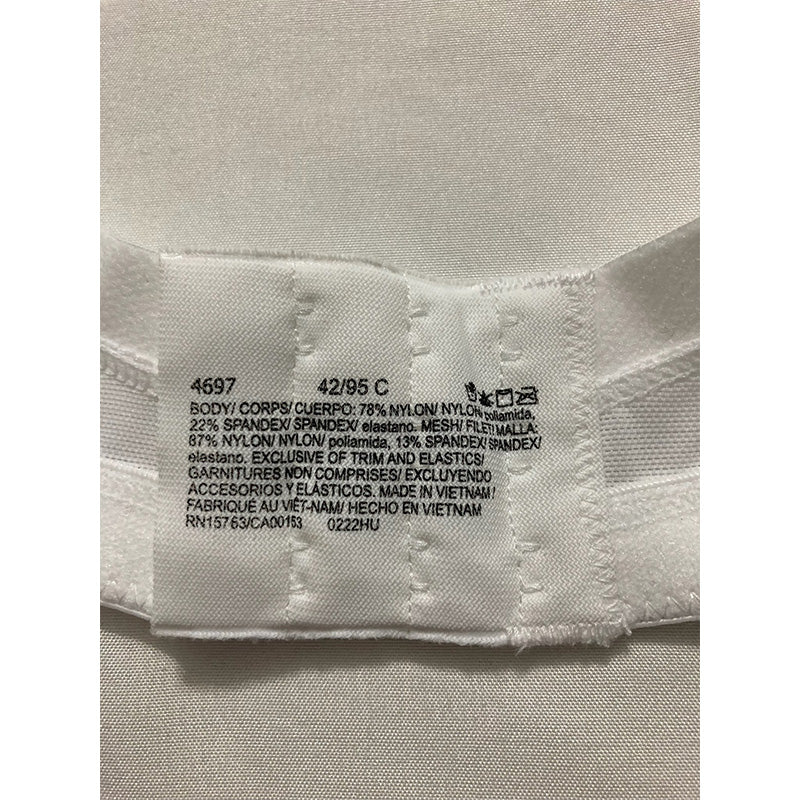 4697 42/95 C
BODY/ CORPS/ CUERPO: 78% NYLON/ NYLON/ poliamida,
22% SPANDEX/ SPANDEX/ elastano. MESH/ FILET/ MALLA:
87% NYLON/ NYLON/ poliamida, 13% SPANDEX/ SPANDEX/
elastano. EXCLUSIVE OF TRIM AND ELASTICS/
GARNITURES NON COMPRISES/ EXCLUYENDO
ACCESORIOS Y ELÁSTICOS. MADE IN VIETNAM/
FABRIQUÉ AU VIÊT-NAM/ HECHO EN VIETNAM
RN15763/CA00153 0222HU